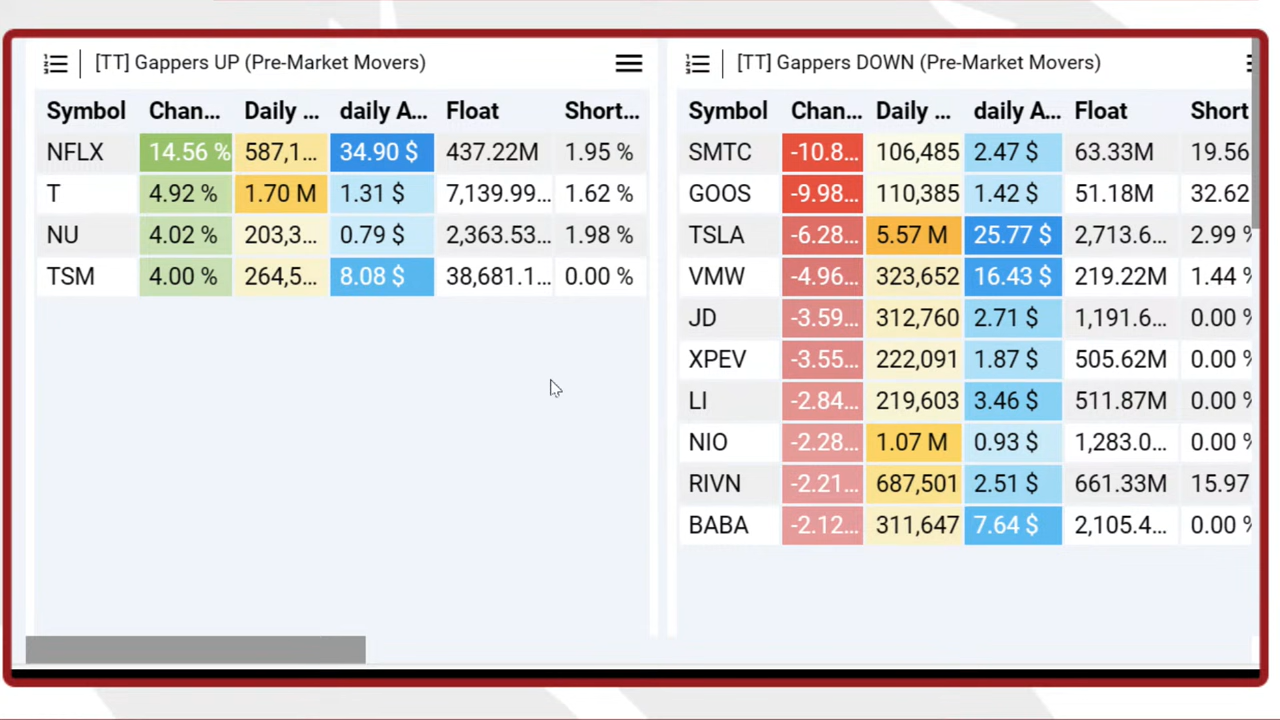 [TT] Gappers UP (Pre-Market Movers)
Symbol Chan... Daily ... daily A... Float Short...
NFLX 14.56 % 587,1... 34.90 $ 437.22M 1.95 %
T 4.92 % 1.70 M 1.31 $ 7,139.99... 1.62 %
NU 4.02 % 203,3... 0.79 $ 2,363.53... 1.98 %
TSM 4.00 % 264,5... 8.08 $ 38,681.1... 0.00 %
[TT] Gappers DOWN (Pre-Market Movers)
Symbol Chan... Daily ... daily A... Float Short
SMTC -10.8... 106,485 2.47 $ 63.33M 19.56
GOOS -9.98... 110,385 1.42 $ 51.18M 32.62
TSLA -6.28... 5.57 M 25.77 $ 2,713.6... 2.99 %
VMW -4.96... 323,652 16.43 $ 219.22M 1.44 %
JD -3.59... 312,760 2.71 $ 1,191.6... 0.00 %
XPEV -3.55... 222,091 1.87 $ 505.62M 0.00 %
LI -2.84... 219,603 3.46 $ 511.87M 0.00 %
NIO -2.28... 1.07 M 0.93 $ 1,283.0... 0.00 %
RIVN -2.21... 687,501 2.51 $ 661.33M 15.97
BABA -2.12... 311,647 7.64 $ 2,105.4... 0.00 %